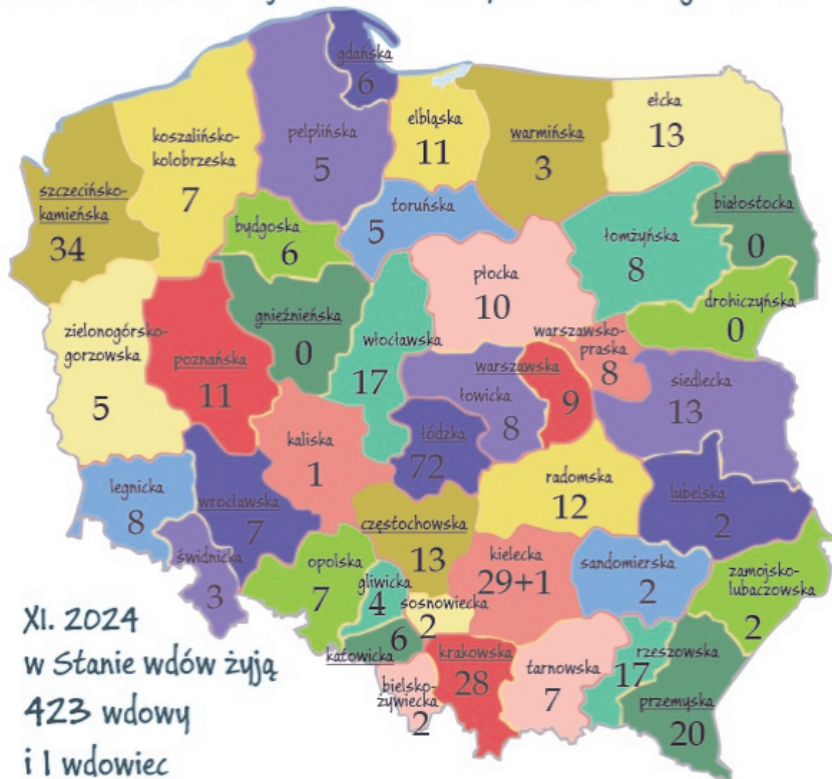 gdańska
6
koszalińsko-
kolobrzeska
7
pelplińska
5
elbląska
11
warmińska
3
ełcka
13
szczecińsko-
kamieńska
34
bydgoska
6
toruńska
5
łomżyńska
8
białostocka
0
płocka
10
drohiczyńska
0
zielonogórsko-
gorzowska
5
poznańska
11
gnieźnieńska
0
włocławska
17
warszawsko-
praska
8
warszawska
9
łowicka
8
siedlecka
13
kaliska
1
łódzka
72
legnicka
8
wrocławska
7
radomska
12
lubelska
2
świdnicka
3
opolska
7
częstochowska
13
gliwicka
4
kielecka
29+1
sandomierska
2
zamojsko-
lubaczowska
2
sosnowiecka
2
katowicka
6
krakowska
28
bielsko-
żywiecka
2
tarnowska
7
rzeszowska
17
przemyska
20
XI. 2024
w Stanie wdów żyją
423 wdowy
i 1 wdowiec